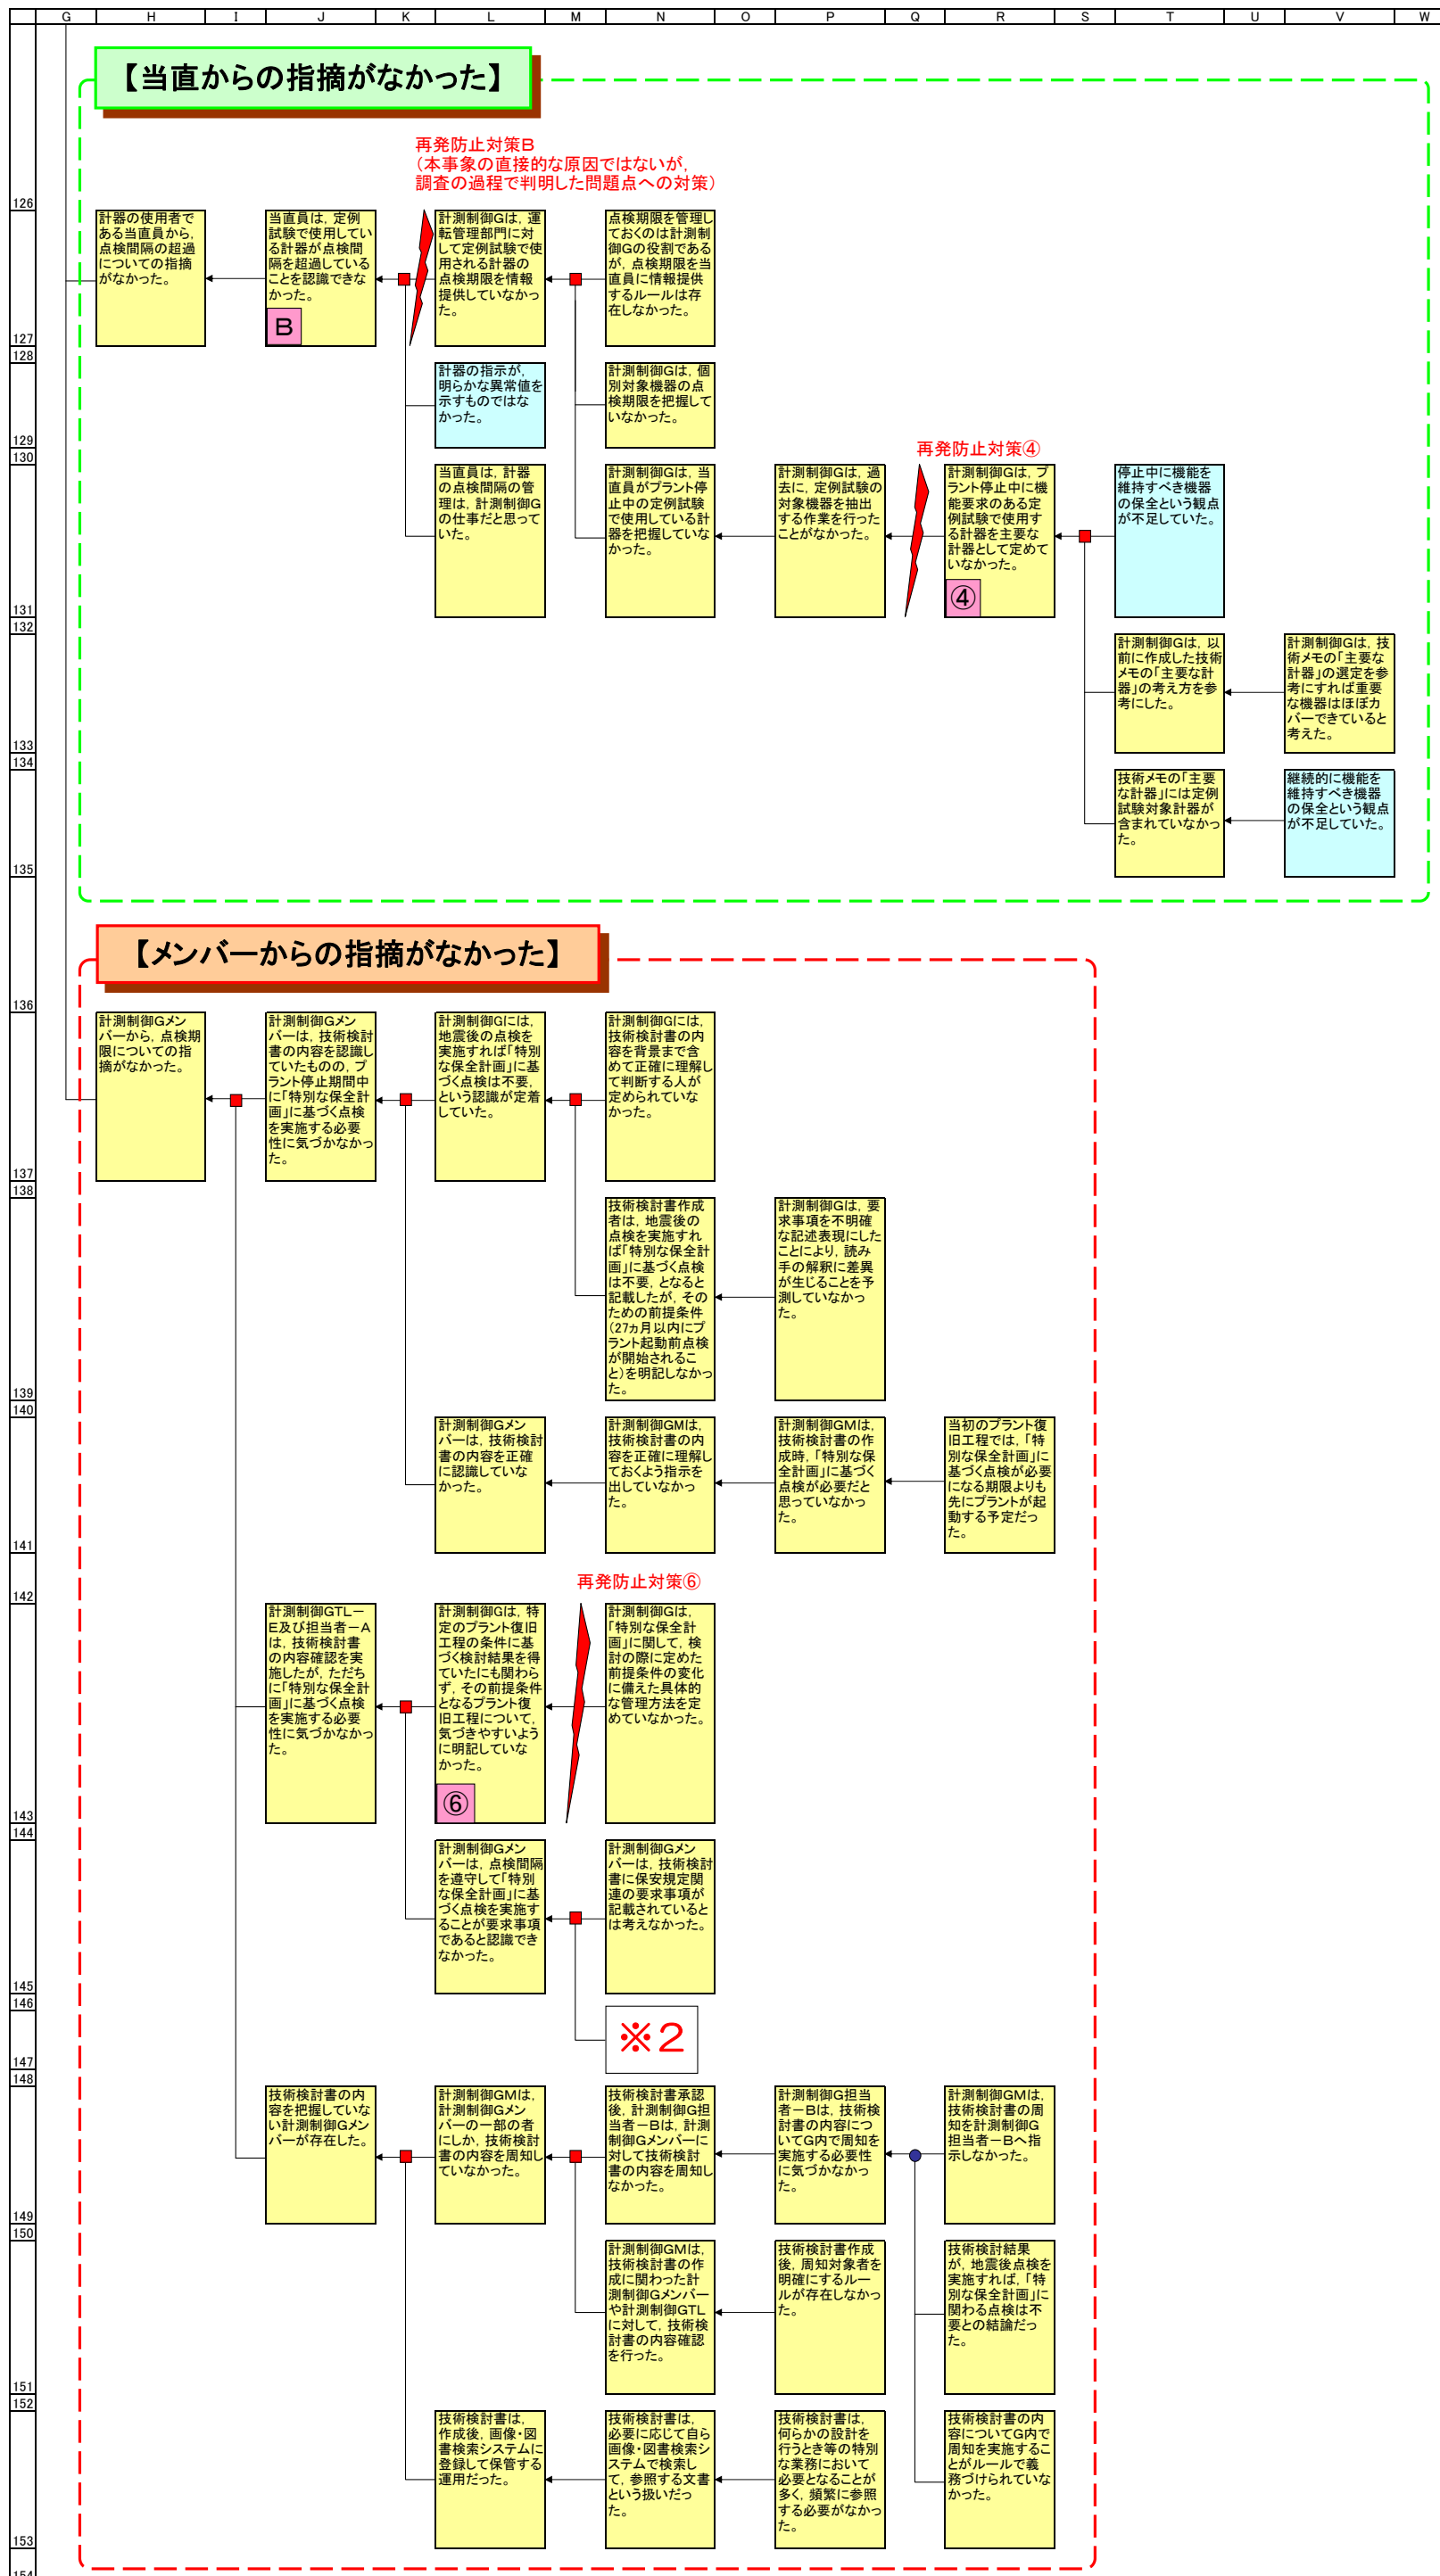 G H I J K L M N O P Q R S T U V W
【当直からの指摘がなかった】
再発防止対策B
（本事象の直接的な原因ではないが，
調査の過程で判明した問題点への対策）
126
計器の使用者で
ある当直員から，
点検間隔の超過
についての指摘
がなかった。
当直員は，定例
試験で使用してい
る計器が点検間
隔を超過している
ことを認識できな
かった。
B
計測制御Gは，運
転管理部門に対
して定例試験で使
用される計器の
点検期限を情報
提供していなかっ
た。
点検期限を管理し
ておくのは計測制
御Gの役割である
が，点検期限を当
直員に情報提供
するルールは存
在しなかった。
127
128
計器の指示が，
明らかな異常値を
示すものではな
かった。
計測制御Gは，個
別対象機器の点
検期限を把握して
いなかった。
129
130
再発防止対策④
当直員は，計器
の点検間隔の管
理は，計測制御G
の仕事だと思って
いた。
計測制御Gは，当
直員がプラント停
止中の定例試験
で使用している計
器を把握していな
かった。
計測制御Gは，過
去に，定例試験の
対象機器を抽出
する作業を行った
ことがなかった。
計測制御Gは，プ
ラント停止中に機
能要求のある定
例試験で使用す
る計器を主要な
計器として定めて
いなかった。
④
停止中に機能を
維持すべき機器
の保全という観点
が不足していた。
131
132
計測制御Gは，以
前に作成した技術
メモの「主要な計
器」の考え方を参
考にした。
計測制御Gは，技
術メモの「主要な
計器」の選定を参
考にすれば重要
な機器はほぼカ
バーできていると
考えた。
133
134
技術メモの「主要
な計器」には定例
試験対象計器が
含まれていなかっ
た。
継続的に機能を
維持すべき機器
の保全という観点
が不足していた。
135
【メンバーからの指摘がなかった】
136
計測制御Gメン
バーから，点検期
限についての指
摘がなかった。
計測制御Gメン
バーは，技術検討
書の内容を認識し
ていたものの，プ
ラント停止期間中
に「特別な保全計
画」に基づく点検
を実施する必要
性に気づかなかっ
た。
計測制御Gには，
地震後の点検を
実施すれば「特別
な保全計画」に基
づく点検は不要，
という認識が定着
していた。
計測制御Gには，
技術検討書の内
容を背景まで含
めて正確に理解し
て判断する人が
定められていな
かった。
137
138
技術検討書作成
者は，地震後の
点検を実施すれ
ば「特別な保全計
画」に基づく点検
は不要，となると
記載したが，その
ための前提条件
（27ヵ月以内にプ
ラント起動前点検
が開始されるこ
と）を明記しなかっ
た。
計測制御Gは，要
求事項を不明確
な記述表現にした
ことにより，読み
手の解釈に差異
が生じることを予
測していなかっ
た。
139
140
計測制御Gメン
バーは，技術検討
書の内容を正確
に認識していな
かった。
計測制御GMは，
技術検討書の内
容を正確に理解し
ておくよう指示を
出していなかっ
た。
計測制御GMは，
技術検討書の作
成時，「特別な保
全計画」に基づく
点検が必要だと
思っていなかっ
た。
当初のプラント復
旧工程では，「特
別な保全計画」に
基づく点検が必要
になる期限よりも
先にプラントが起
動する予定だっ
た。
141
再発防止対策⑥
142
計測制御GTL－
E及び担当者－A
は，技術検討書
の内容確認を実
施したが，ただち
に「特別な保全計
画」に基づく点検
を実施する必要
性に気づかなかっ
た。
計測制御Gは，特
定のプラント復旧
工程の条件に基
づく検討結果を得
ていたにも関わら
ず，その前提条件
となるプラント復
旧工程について，
気づきやすいよう
に明記していな
かった。
⑥
計測制御Gは，
「特別な保全計
画」に関して，検
討の際に定めた
前提条件の変化
に備えた具体的
な管理方法を定
めていなかった。
143
144
計測制御Gメン
バーは，点検間隔
を遵守して「特別
な保全計画」に基
づく点検を実施す
ることが要求事項
であると認識でき
なかった。
計測制御Gメン
バーは，技術検討
書に保安規定関
連の要求事項が
記載されていると
は考えなかった。
145
146
※2
147
148
技術検討書の内
容を把握していな
い計測制御Gメン
バーが存在した。
計測制御GMは，
計測制御Gメン
バーの一部の者
にしか，技術検討
書の内容を周知し
ていなかった。
技術検討書承認
後，計測制御G担
当者－Bは，計測
制御Gメンバーに
対して技術検討
書の内容を周知し
なかった。
計測制御G担当
者－Bは，技術検
討書の内容につ
いてG内で周知を
実施する必要性
に気づかなかっ
た。
計測制御GMは，
技術検討書の周
知を計測制御G
担当者－Bへ指
示しなかった。
149
150
計測制御GMは，
技術検討書の作
成に関わった計
測制御Gメンバー
や計測制御GTL
に対して，技術検
討書の内容確認
を行った。
技術検討書作成
後，周知対象者を
明確にするルー
ルが存在しなかっ
た。
技術検討結果
が，地震後点検を
実施すれば，「特
別な保全計画」に
関わる点検は不
要との結論だっ
た。
151
152
技術検討書は，
作成後，画像・図
書検索システムに
登録して保管する
運用だった。
技術検討書は，
必要に応じて自ら
画像・図書検索シ
ステムで検索し
て，参照する文書
という扱いだっ
た。
技術検討書は，
何らかの設計を
行うとき等の特別
な業務において
必要となることが
多く，頻繁に参照
する必要がなかっ
た。
技術検討書の内
容についてG内で
周知を実施するこ
とがルールで義
務づけられていな
かった。
153
154